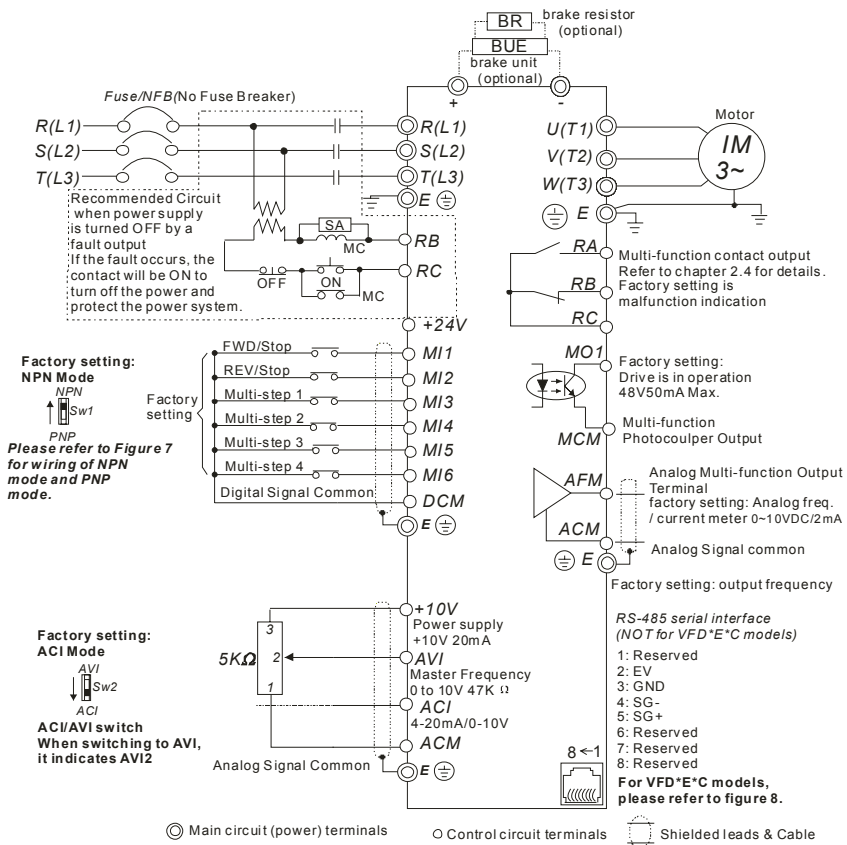 BR
brake resistor
(optional)
BUE
brake unit
(optional)
+
-
Fuse/NFB(No Fuse Breaker)
R(L1)
S(L2)
T(L3)
R(L1)
S(L2)
T(L3)
E
Recommended Circuit
when power supply
is turned OFF by a
fault output
If the fault occurs, the
contact will be ON to
turn off the power and
protect the power system.
SA
MC
RB
OFF
ON
MC
RC
U(T1)
V(T2)
W(T3)
E
Motor
IM
3~
RA
RB
RC
Multi-function contact output
Refer to chapter 2.4 for details.
Factory setting is
malfunction indication
+24V
Factory setting:
NPN Mode
NPN
Sw1
PNP
Please refer to Figure 7
for wiring of NPN
mode and PNP
mode.
Factory
setting
FWD/Stop
REV/Stop
Multi-step 1
Multi-step 2
Multi-step 3
Multi-step 4
Digital Signal Common
MI1
MI2
MI3
MI4
MI5
MI6
DCM
E
MO1
Factory setting:
Drive is in operation
48V50mA Max.
Multi-function
Photocoulper Output
MCM
AFM
Analog Multi-function Output
Terminal
factory setting: Analog freq.
/ current meter 0~10VDC/2mA
ACM
Analog Signal common
E
Factory setting: output frequency
Factory setting:
ACI Mode
AVI
Sw2
ACI
ACI/AVI switch
When switching to AVI,
it indicates AVI2
5KΩ
3
2
1
+10V
Power supply
+10V 20mA
AVI
Master Frequency
0 to 10V 47K Ω
ACI
4-20mA/0-10V
ACM
Analog Signal Common
E
RS-485 serial interface
(NOT for VFD*E*C models)
1: Reserved
2: EV
3: GND
4: SG-
5: SG+
6: Reserved
7: Reserved
8: Reserved
For VFD*E*C models,
please refer to figure 8.
8←1
Main circuit (power) terminals
Control circuit terminals
Shielded leads & Cable